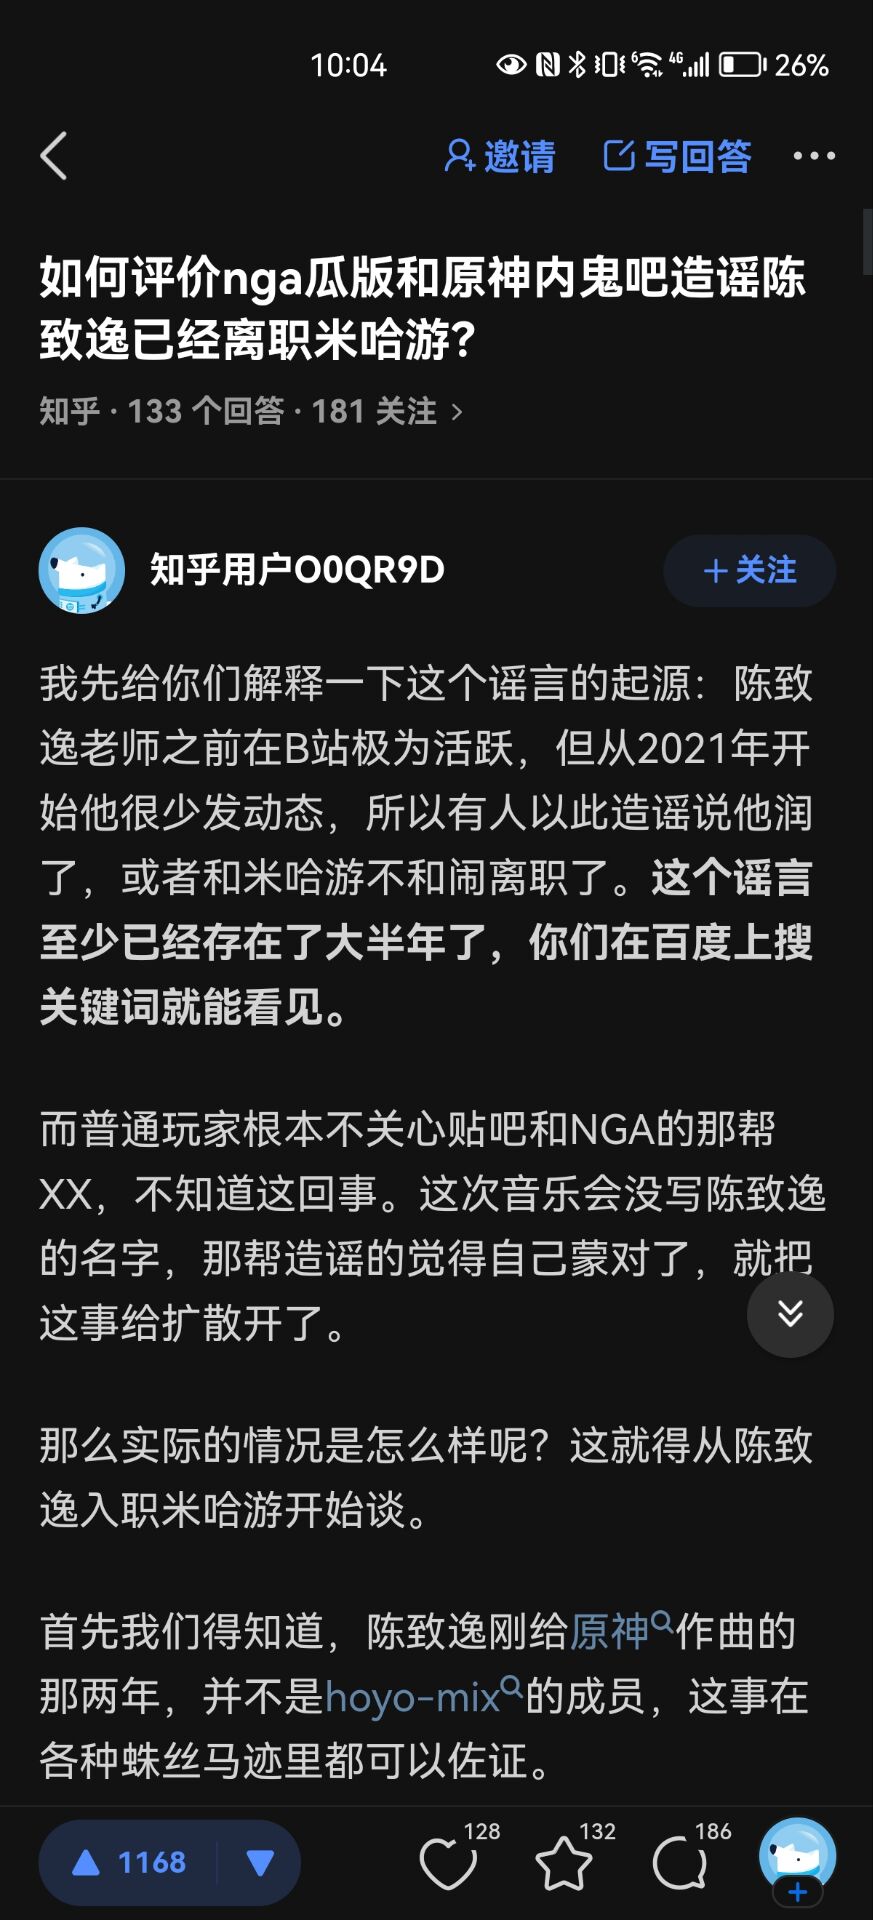 10:04
6
4G
26%
邀请
写回答
如何评价nga瓜版和原神内鬼吧造谣陈
致逸已经离职米哈游?
知乎 · 133 个回答 · 181 关注 >
知乎用户O0QR9D
+关注
我先给你们解释一下这个谣言的起源：陈致
逸老师之前在B站极为活跃，但从2021年开
始他很少发动态，所以有人以此造谣说他润
了，或者和米哈游不和闹离职了。这个谣言
至少已经存在了大半年了，你们在百度上搜
关键词就能看见。
而普通玩家根本不关心贴吧和NGA的那帮
XX，不知道这回事。这次音乐会没写陈致逸
的名字，那帮造谣的觉得自己蒙对了，就把
这事给扩散开了。
那么实际的情况是怎么样呢？这就得从陈致
逸入职米哈游开始谈。
首先我们得知道，陈致逸刚给原神作曲的
那两年，并不是hoyo-mix的成员，这事在
各种蛛丝马迹里都可以佐证。
1168
128
132
186